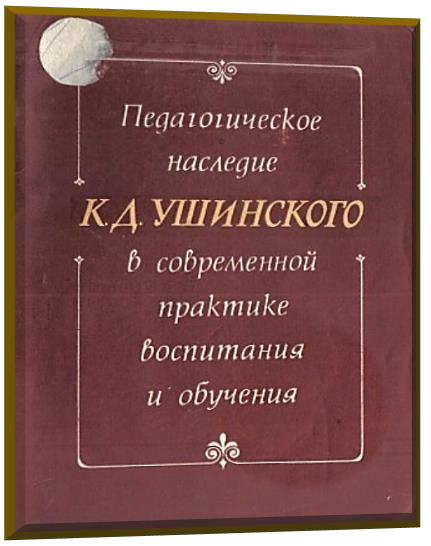 Педагогическое
наследие
К.Д. УШИНСКОГО
в современной
практике
воспитания
и обучения